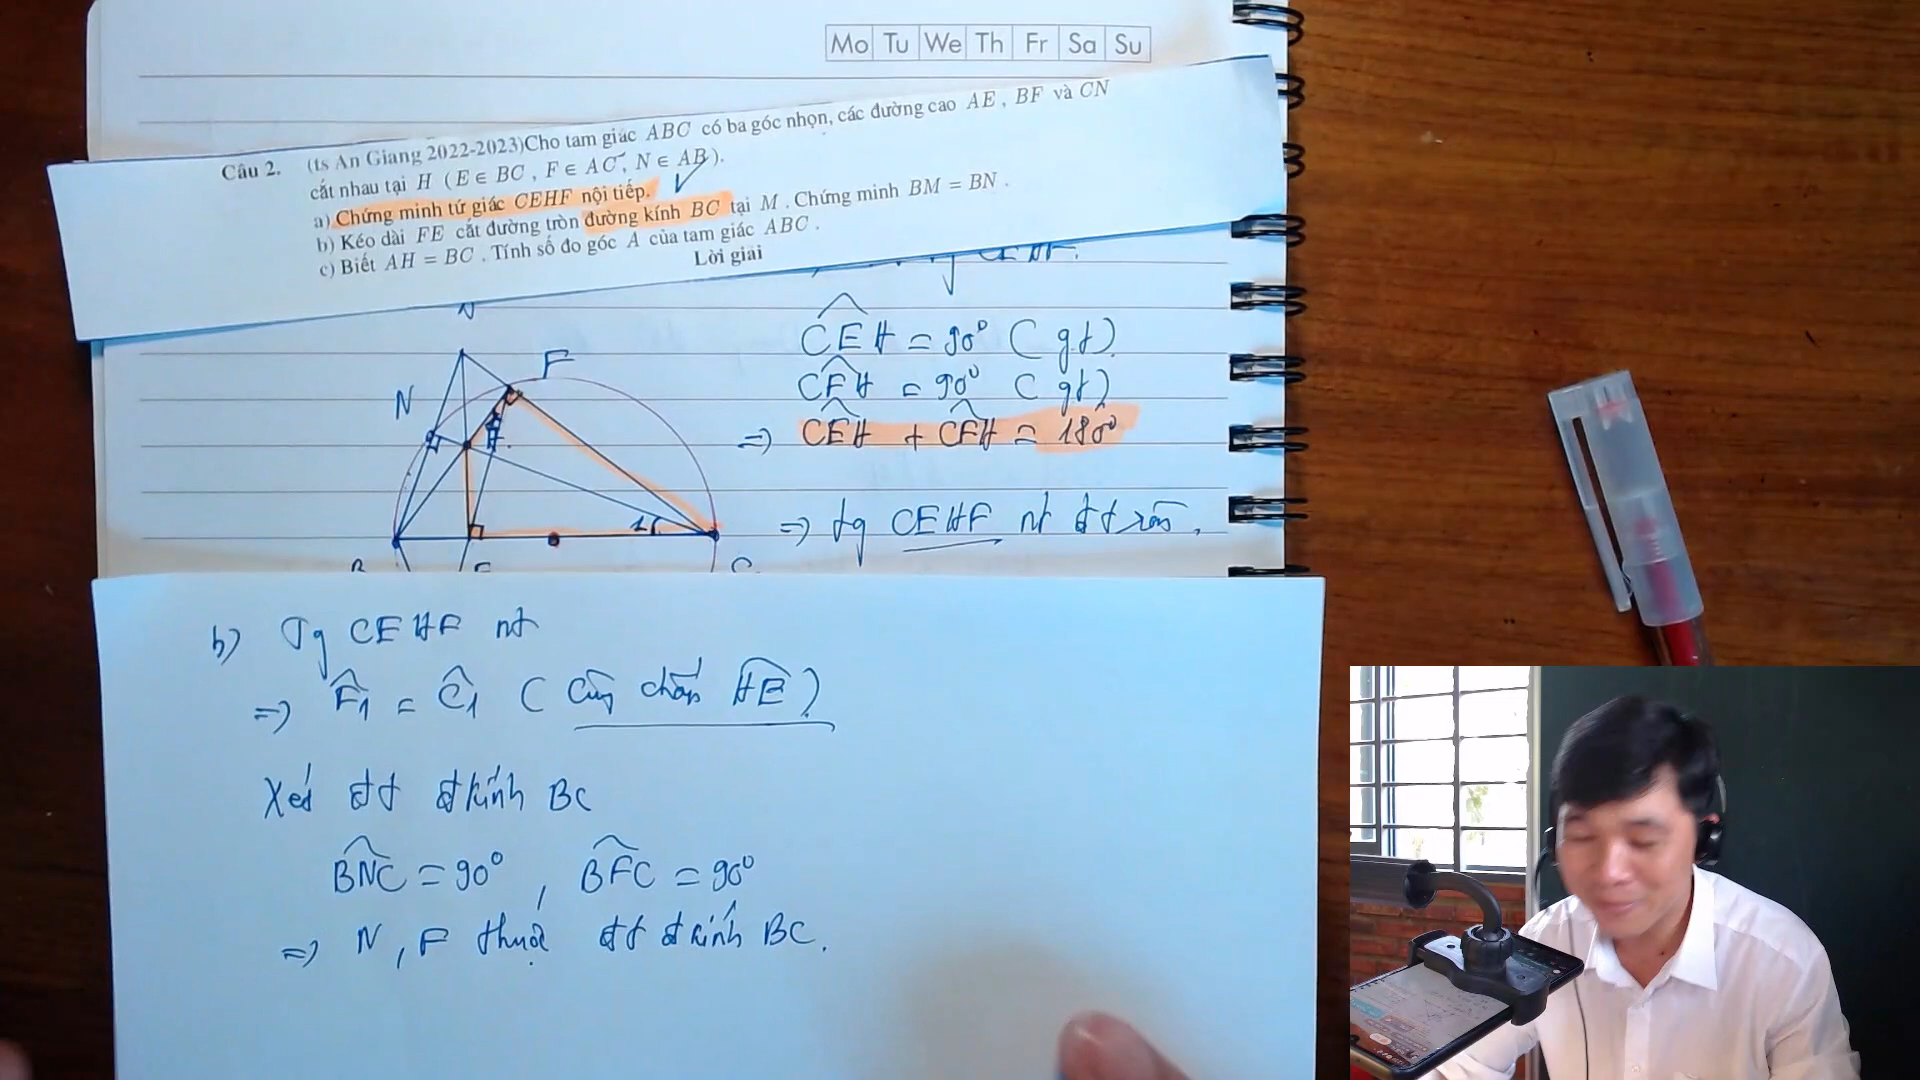 Mo Tu We Th Fr Sa Su
Câu 2. (ts An Giang 2022-2023)Cho tam giác ABC có ba góc nhọn, các đường cao AE , BF và CN
cắt nhau tại H ( E ∈ BC , F ∈ AC , N ∈ AB ).
a) Chứng minh tứ giác CEHF nội tiếp.
b) Kéo dài FE cắt đường tròn đường kính BC tại M . Chứng minh BM = BN .
c) Biết AH = BC . Tính số đo góc A của tam giác ABC .
Lời giải
CEH = 90° ( gt)
CFH = 90° ( gt)
=> CEH + CFH = 180°
=> tg CEHF nt đt tròn.
F
N
1
C
b) Tg CEHF nt
=> F1 = C1 ( cùng chắn HE )
Xét đt đkính BC
BNC = 90° , BFC = 90°
=> N , F thuộc đt đkính BC.